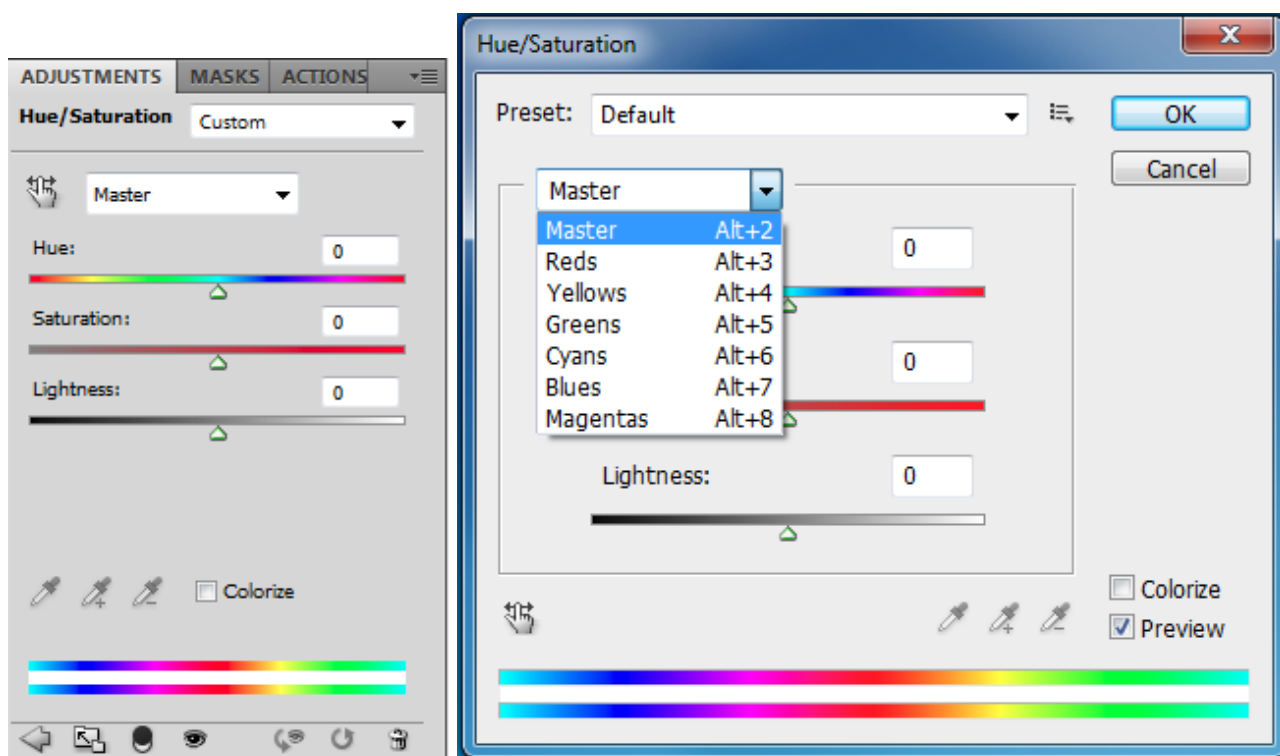 ADJUSTMENTS MASKS ACTIONS
Hue/Saturation Custom
Master
Hue: 0
Saturation: 0
Lightness: 0
Colorize
Hue/Saturation
Preset: Default OK
Cancel
Master
Master Alt+2
Reds Alt+3
Yellows Alt+4
Greens Alt+5
Cyans Alt+6
Blues Alt+7
Magentas Alt+8
0
0
Lightness: 0
Colorize
Preview